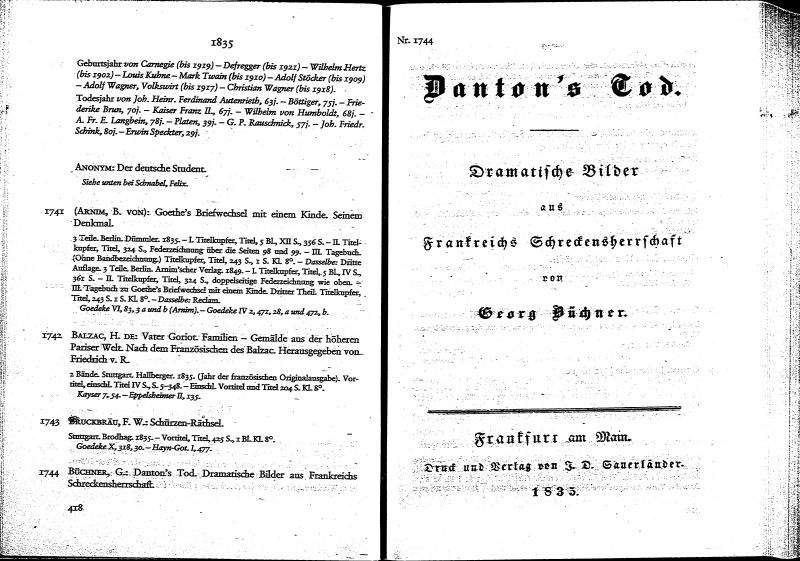 1835
Geburtsjahr von Carnegie (bis 1919) – Defregger (bis 1921) – Wilhelm Hertz
(bis 1902) – Louis Kuhne – Mark Twain (bis 1910) – Adolf Stöcker (bis 1909)
– Adolf Wagner, Volkswirt (bis 1917) – Christian Wagner (bis 1918).
Todesjahr von Joh. Heinr. Ferdinand Autenrieth, 63j. – Böttiger, 75j. – Frie-
derike Brun, 70j. – Kaiser Franz II., 67j. – Wilhelm von Humboldt, 68j. –
A. Fr. E. Langbein, 78j. – Platen, 39j. – G. P. Rauschnick, 57j. – Joh. Friedr.
Schink, 80j. – Erwin Speckter, 29j.
ANONYM: Der deutsche Student.
Siehe unten bei Schnabel, Felix.
1741 (ARNIM, B. VON): Goethe's Briefwechsel mit einem Kinde. Seinem
Denkmal.
3 Teile. Berlin. Dümmler. 1835. – I. Titelkupfer, Titel, 5 Bl., XII S., 356 S. – II. Titel-
kupfer, Titel, 324 S., Federzeichnung über die Seiten 98 und 99. – III. Tagebuch.
(Ohne Bandbezeichnung.) Titelkupfer, Titel, 243 S., 1 S. Kl. 8°. – Dasselbe: Dritte
Auflage. 3 Teile. Berlin. Arnim'scher Verlag. 1849. – I. Titelkupfer, Titel, 5 Bl., IV S.,
361 S. – II. Titelkupfer, Titel, 324 S., doppelseitige Federzeichnung wie oben. –
III. Tagebuch zu Goethe's Briefwechsel mit einem Kinde. Dritter Theil. Titelkupfer,
Titel, 243 S. 1 S. Kl. 8°. – Dasselbe: Reclam.
Goedeke VI, 83, 3 a und b (Arnim). – Goedeke IV 2, 471, 28, a und 472, b.
1742 BALZAC, H. DE: Vater Goriot. Familien – Gemälde aus der höheren
Pariser Welt. Nach dem Französischen des Balzac. Herausgegeben von
Friedrich v. R.
2 Bände. Stuttgart. Hallberger. 1835. (Jahr der französischen Originalausgabe). Vor-
titel, einschl. Titel IV S., S. 5–348. – Einschl. Vortitel und Titel 204 S. Kl. 8°.
Kayser 7, 54. – Eppelsheimer II, 135.
1743 BRUCKBRÄU, F. W.: Schürzen-Räthsel.
Stuttgart. Brodhag. 1835. – Vortitel, Titel, 425 S., 1 Bl. Kl 8°.
Goedeke X, 318, 30. – Hayn-Got. I, 477.
1744 BÜCHNER, G.: Danton's Tod. Dramatische Bilder aus Frankreichs
Schreckensherrschaft.
418
Nr. 1744
Danton's Tod.
Dramatische Bilder
aus
Frankreichs Schreckensherrschaft
von
Georg Büchner.
Frankfurt am Main.
Druck und Verlag von J. D. Sauerländer.
1835.